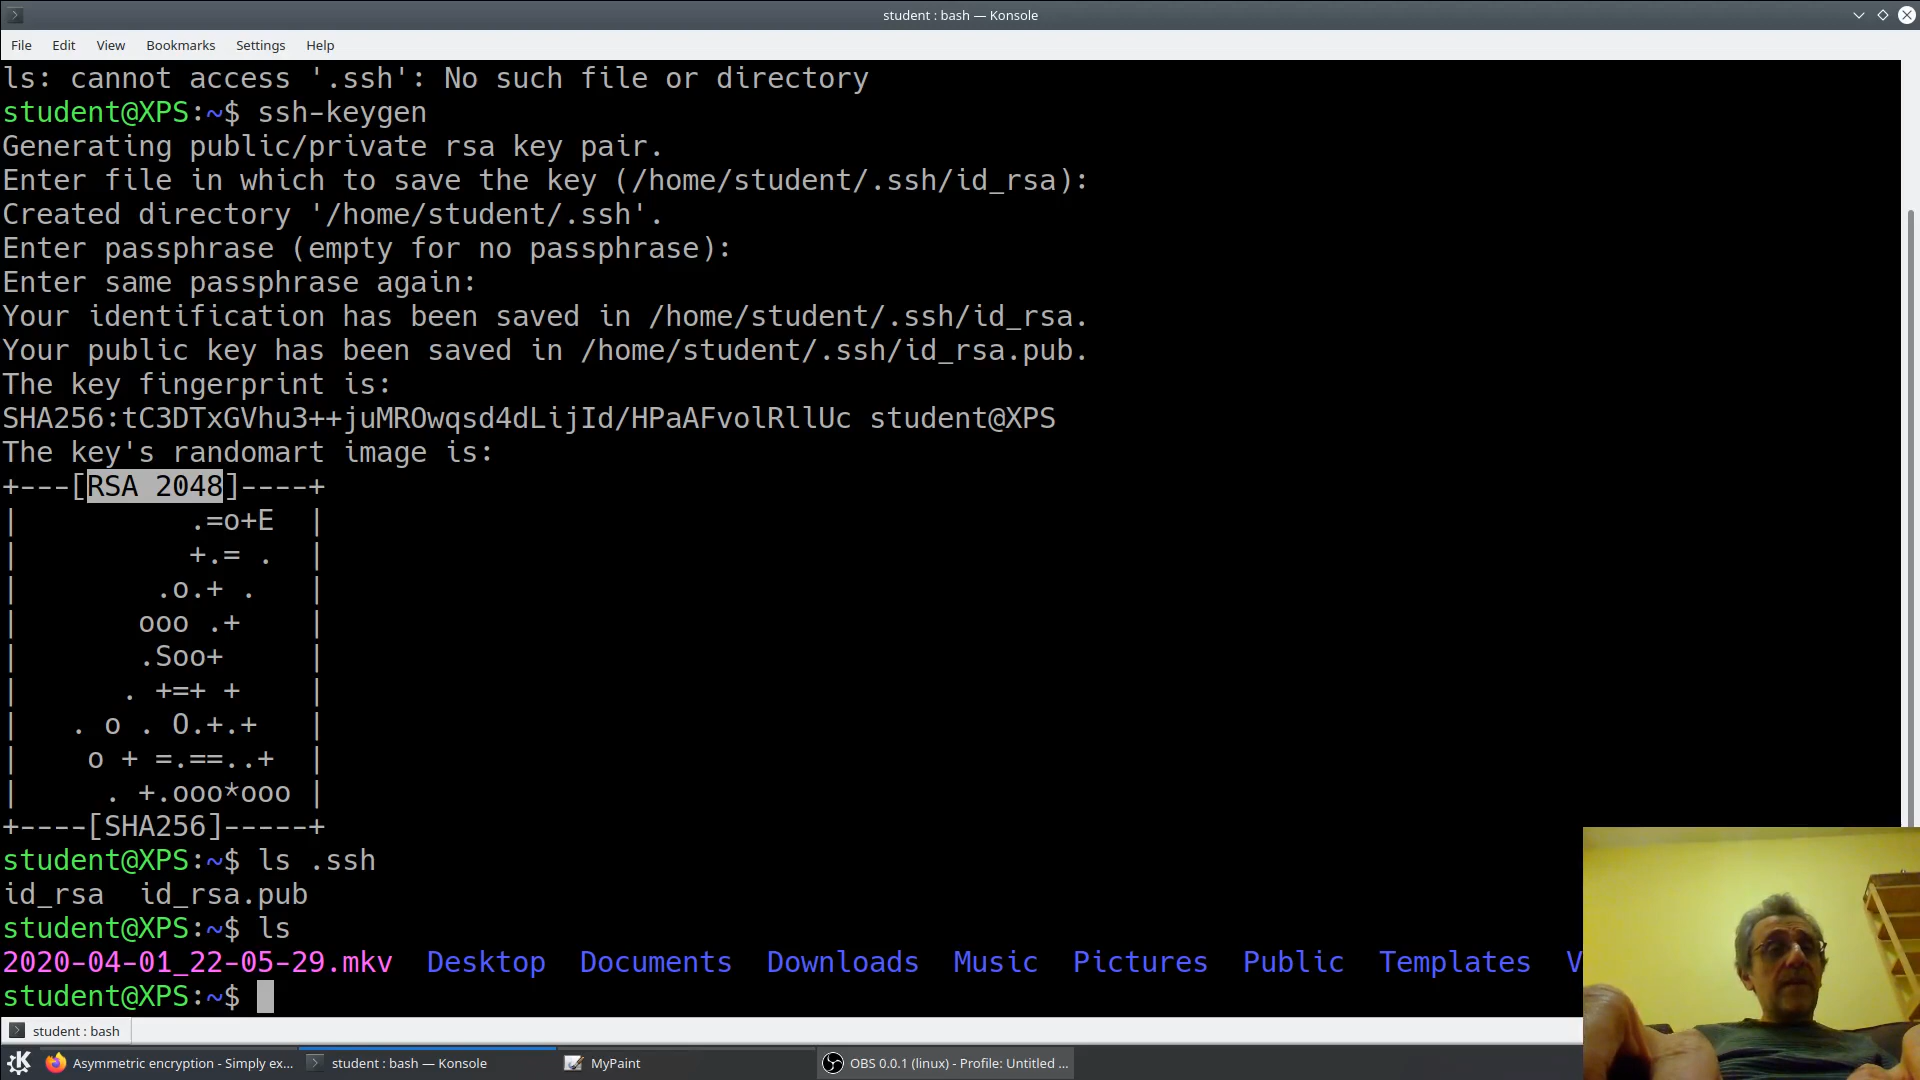 student : bash — Konsole
File Edit View Bookmarks Settings Help
ls: cannot access '.ssh': No such file or directory
student@XPS:~$ ssh-keygen
Generating public/private rsa key pair.
Enter file in which to save the key (/home/student/.ssh/id_rsa):
Created directory '/home/student/.ssh'.
Enter passphrase (empty for no passphrase):
Enter same passphrase again:
Your identification has been saved in /home/student/.ssh/id_rsa.
Your public key has been saved in /home/student/.ssh/id_rsa.pub.
The key fingerprint is:
SHA256:tC3DTxGVhu3++juMROwqsd4dLijId/HPaAFvolRllUc student@XPS
The key's randomart image is:
+---[RSA 2048]----+
|          .=o+E  |
|          +.= .  |
|        .o.+ .   |
|       ooo .+    |
|       .Soo+     |
|      . +=+ +    |
|   . o . O.+.+   |
|    o + =.==..+  |
|     . +.ooo*ooo |
+----[SHA256]-----+
student@XPS:~$ ls .ssh
id_rsa  id_rsa.pub
student@XPS:~$ ls
2020-04-01_22-05-29.mkv  Desktop  Documents  Downloads  Music  Pictures  Public  Templates  V
student@XPS:~$
student : bash
Asymmetric encryption - Simply ex... student : bash — Konsole MyPaint OBS 0.0.1 (linux) - Profile: Untitled ...